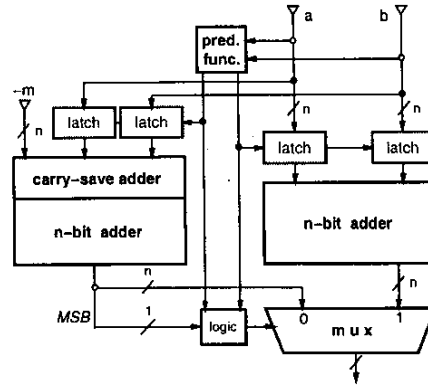 a
b
pred.
func.
−m
n
n
n
latch
latch
latch
latch
carry−save adder
n−bit adder
n−bit adder
n
n
MSB
1
logic
0
1
mux